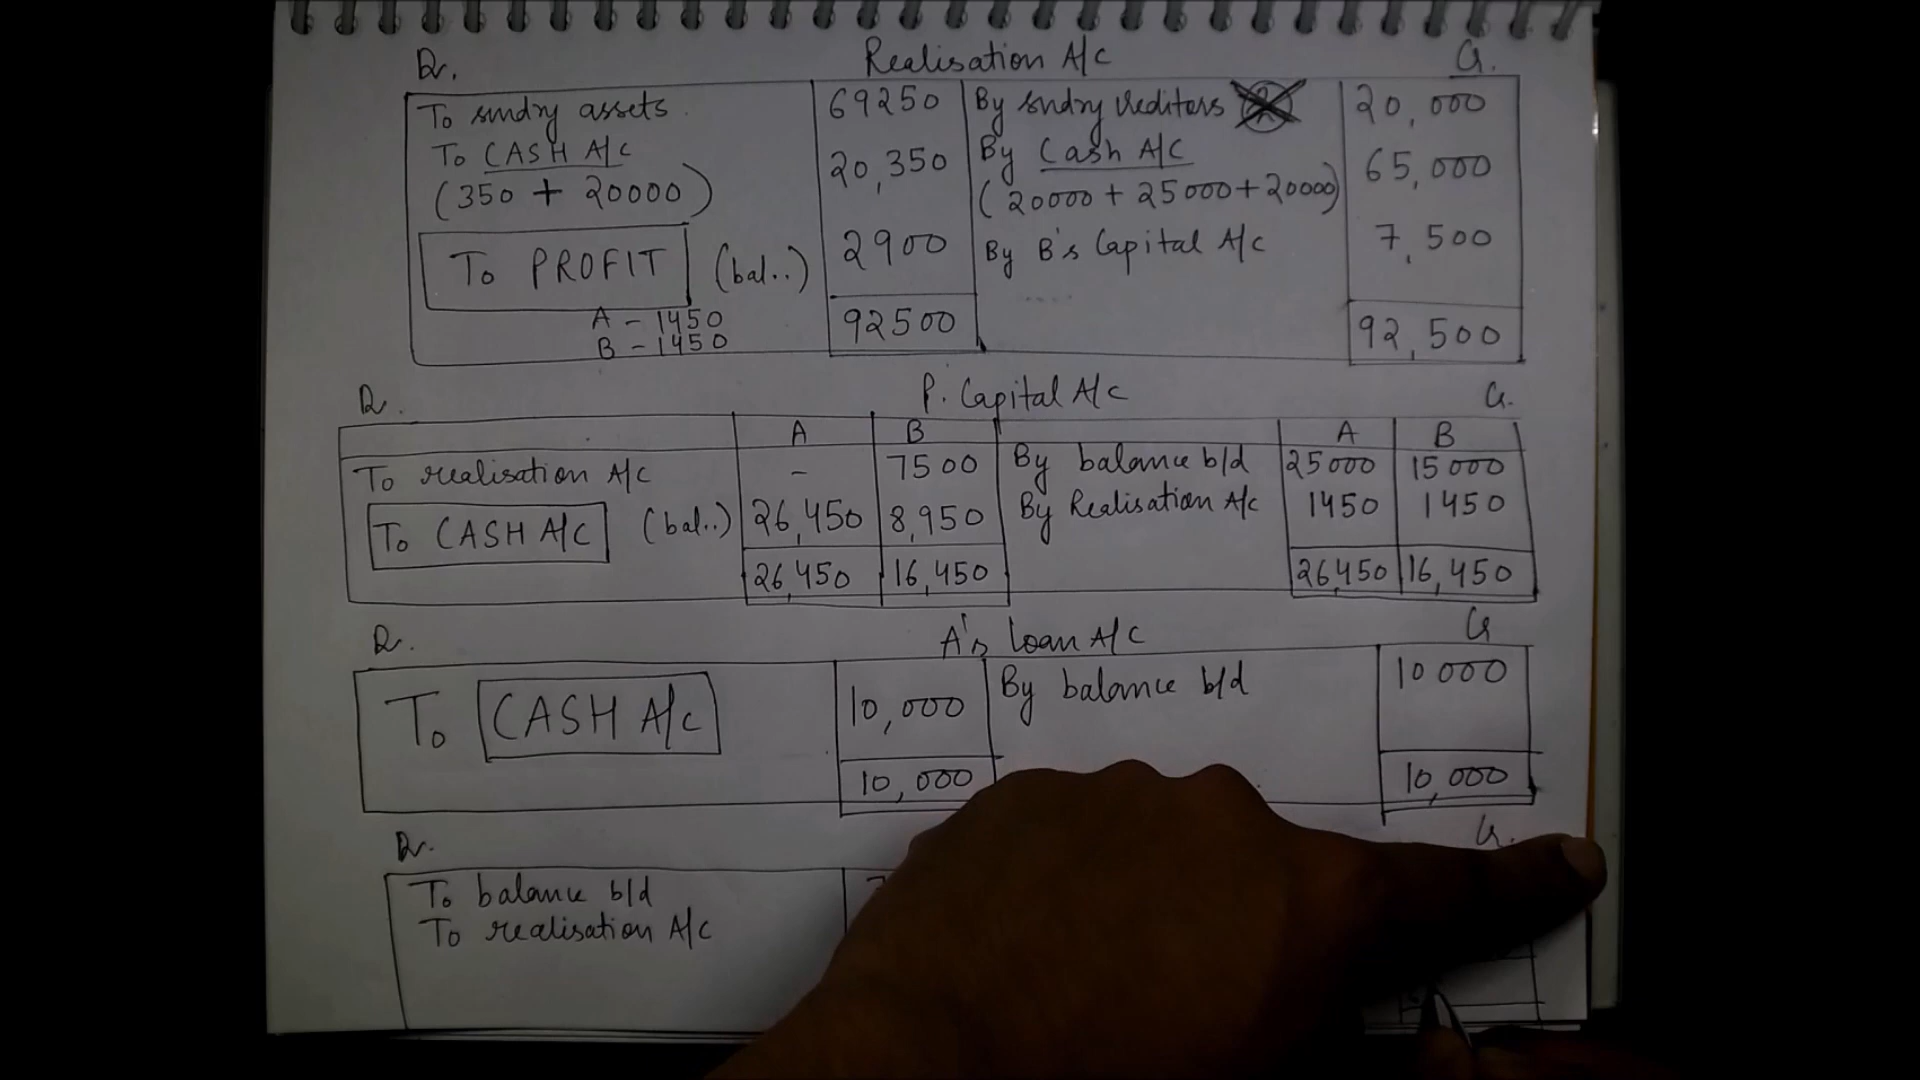 Dr. Realisation A/c Cr.
To sundry assets. 69250 By sndry creditors 20,000
To CASH A/c 20,350 By Cash A/C 65,000
(350 + 20000) (20000 + 25000 + 20000)
To PROFIT (bal..) 2900 By B's Capital A/c 7,500
A - 1450
B - 1450
92500 92,500
Dr. P. Capital A/c Cr.
A B A B
To realisation A/c - 7500 By balance b/d 25000 15000
To CASH A/C (bal..) 26,450 8,950 By Realisation A/c 1450 1450
26,450 16,450 26,450 16,450
Dr. A's Loan A/C Cr
To CASH A/c 10,000 By balance b/d 10000
10,000 10,000
Dr. Cr.
To balance b/d
To realisation A/c